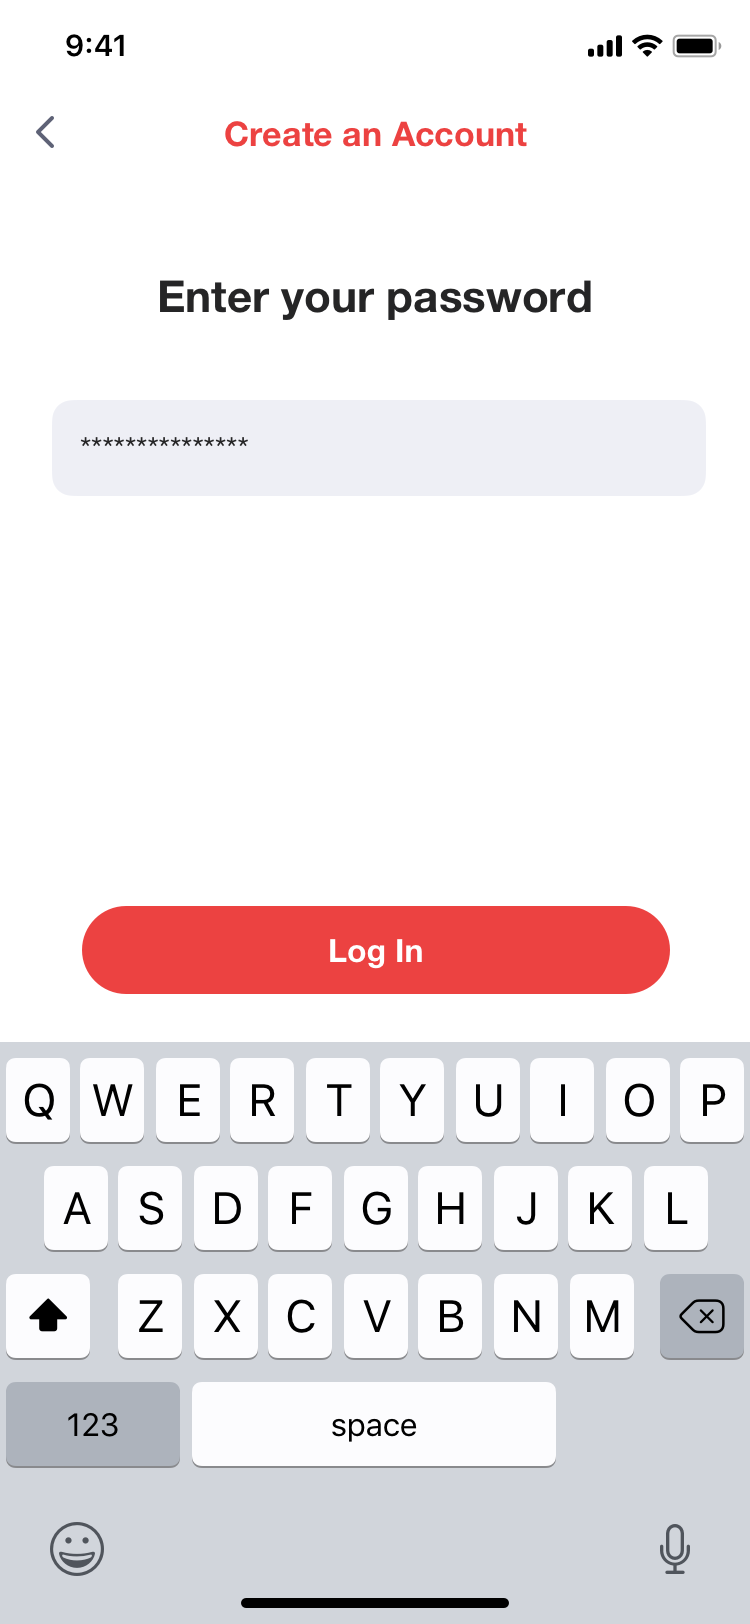 9:41
Create an Account
Enter your password
***************
Log In
Q W E R T Y U I O P
A S D F G H J K L
Z X C V B N M
123 space